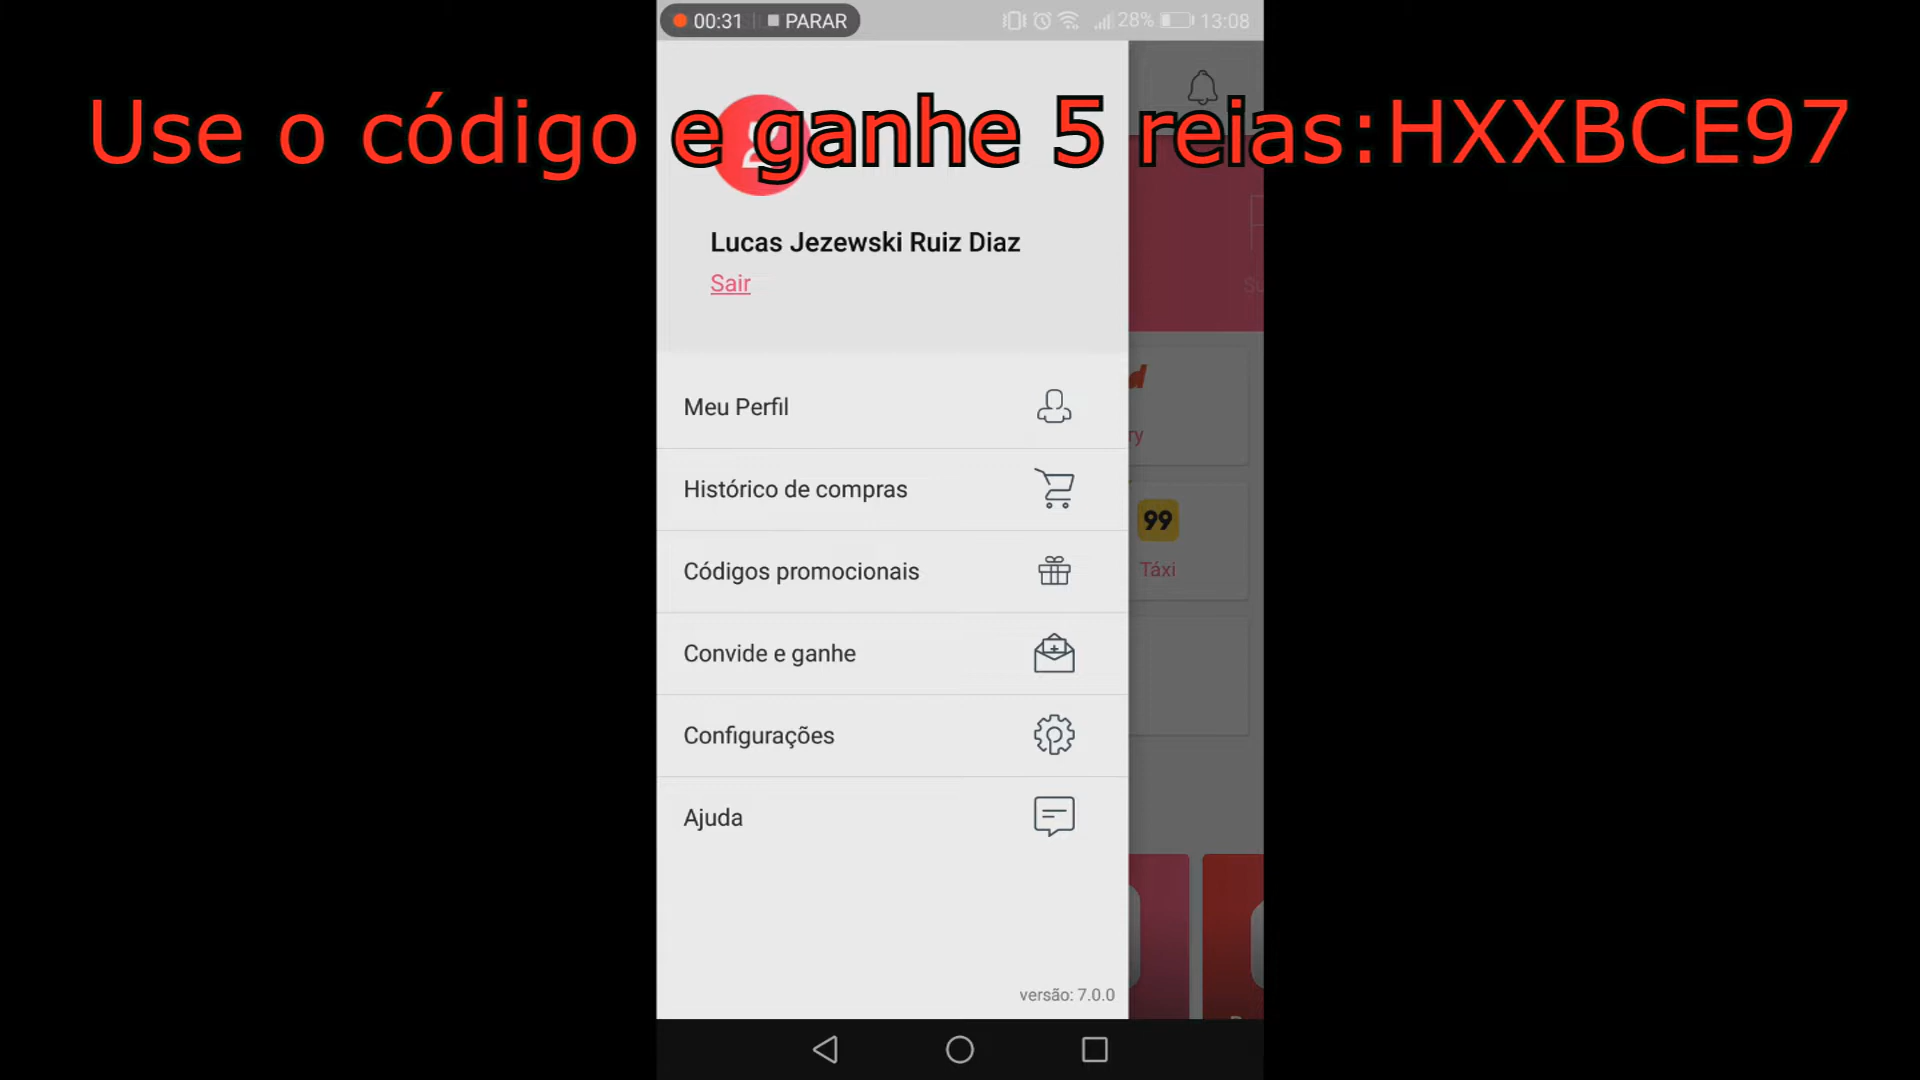 00:31 PARAR 28% 13:08
Use o código e ganhe 5 reias:HXXBCE97
Lucas Jezewski Ruiz Diaz
Sair
Meu Perfil
ry
Histórico de compras
99
Códigos promocionais
Táxi
Convide e ganhe
Configurações
Ajuda
versão: 7.0.0